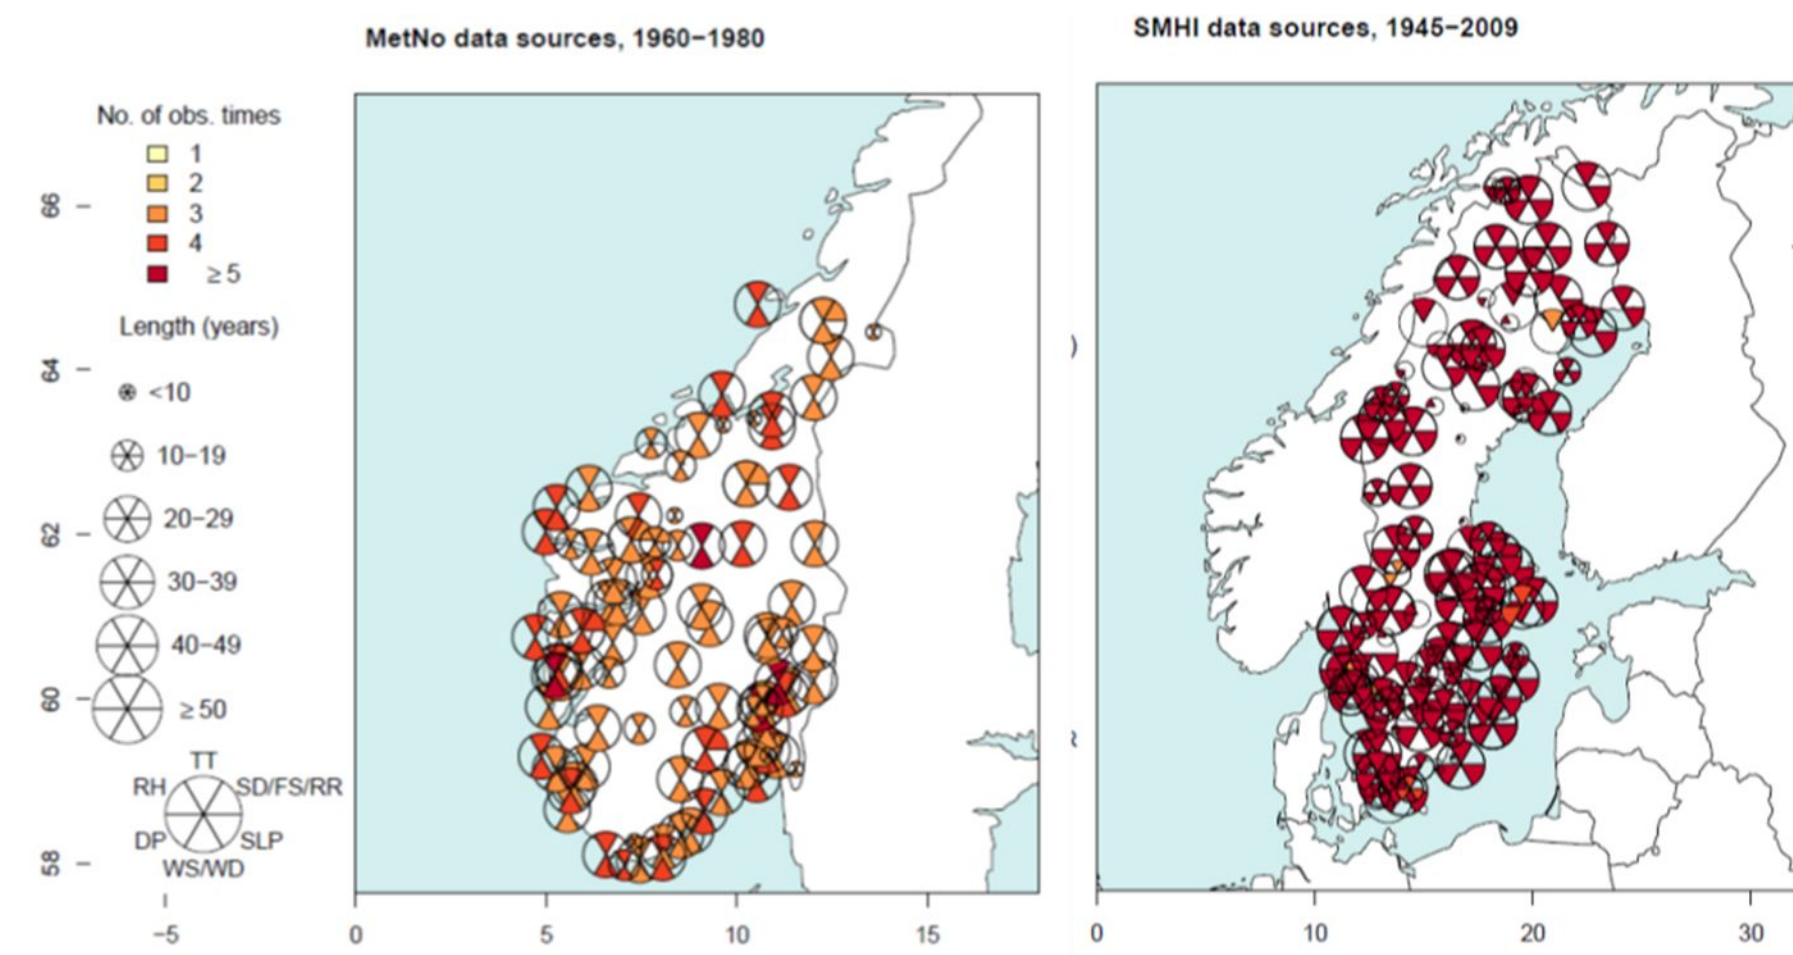 MetNo data sources, 1960−1980
SMHI data sources, 1945−2009
No. of obs. times
1
2
3
4
≥ 5
Length (years)
<10
10−19
20−29
30−39
40−49
≥ 50
TT
RH
SD/FS/RR
DP
SLP
WS/WD
66
64
62
60
58
−5
0
5
10
15
)
0
10
20
30